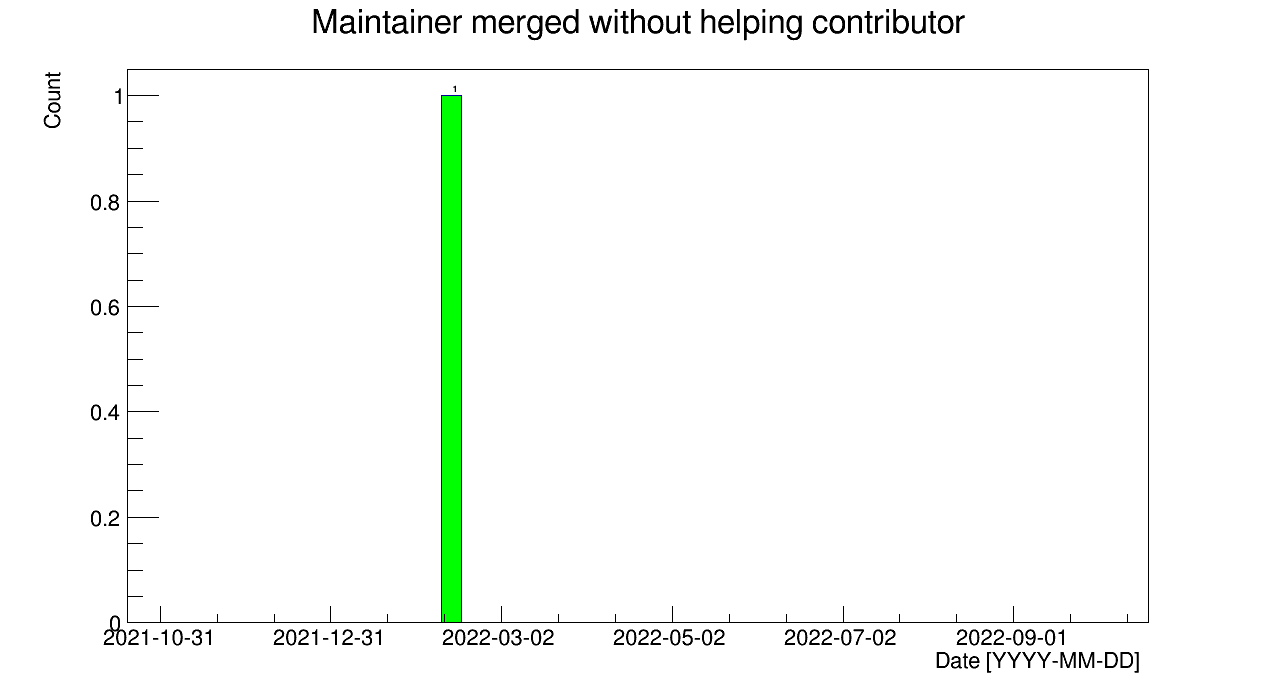 Maintainer merged without helping contributor
Count
1
1
0.8
0.6
0.4
0.2
0
2021-10-31 2021-12-31 2022-03-02 2022-05-02 2022-07-02 2022-09-01
Date [YYYY-MM-DD]